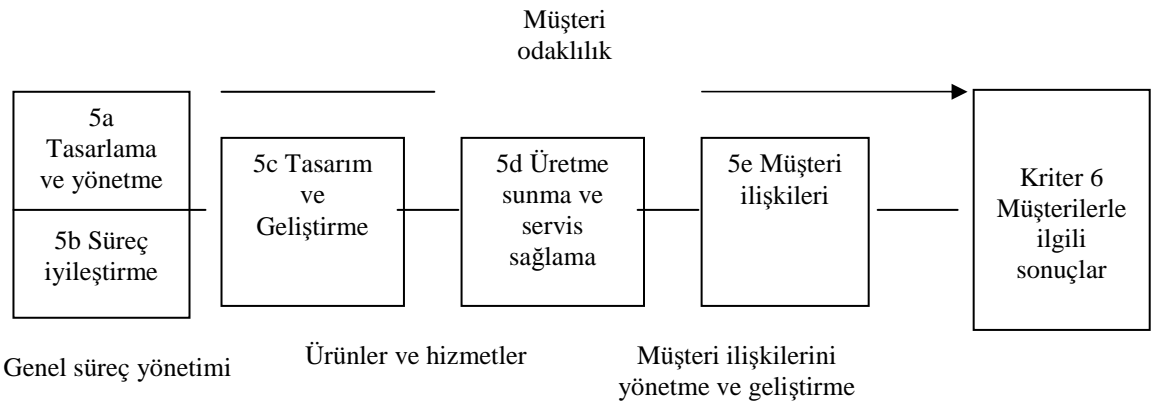 Müşteri
odaklılık
5a
Tasarlama
ve yönetme
5b Süreç
iyileştirme
5c Tasarım
ve
Geliştirme
5d Üretme
sunma ve
servis
sağlama
5e Müşteri
ilişkileri
Kriter 6
Müşterilerle
ilgili
sonuçlar
Genel süreç yönetimi
Ürünler ve hizmetler
Müşteri ilişkilerini
yönetme ve geliştirme